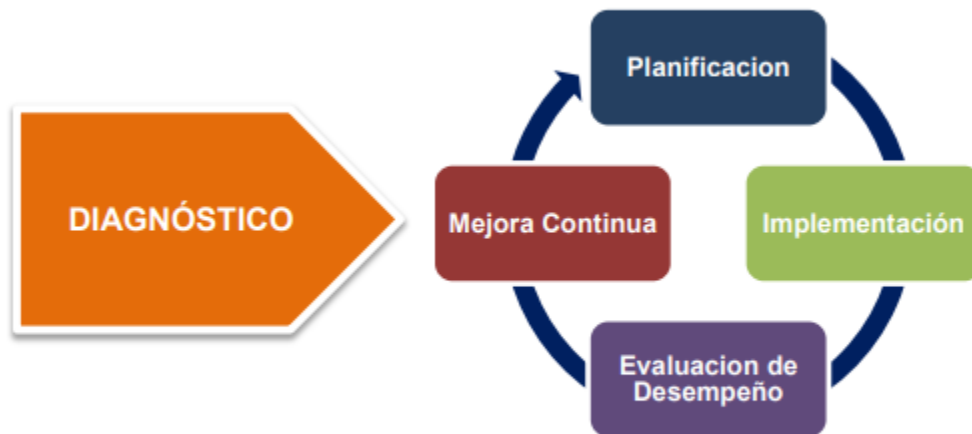 DIAGNÓSTICO
Planificacion
Mejora Continua
Implementación
Evaluacion de
Desempeño